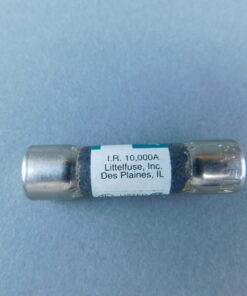 I.R. 10,000A
Littelfuse, Inc.
Des Plaines, IL